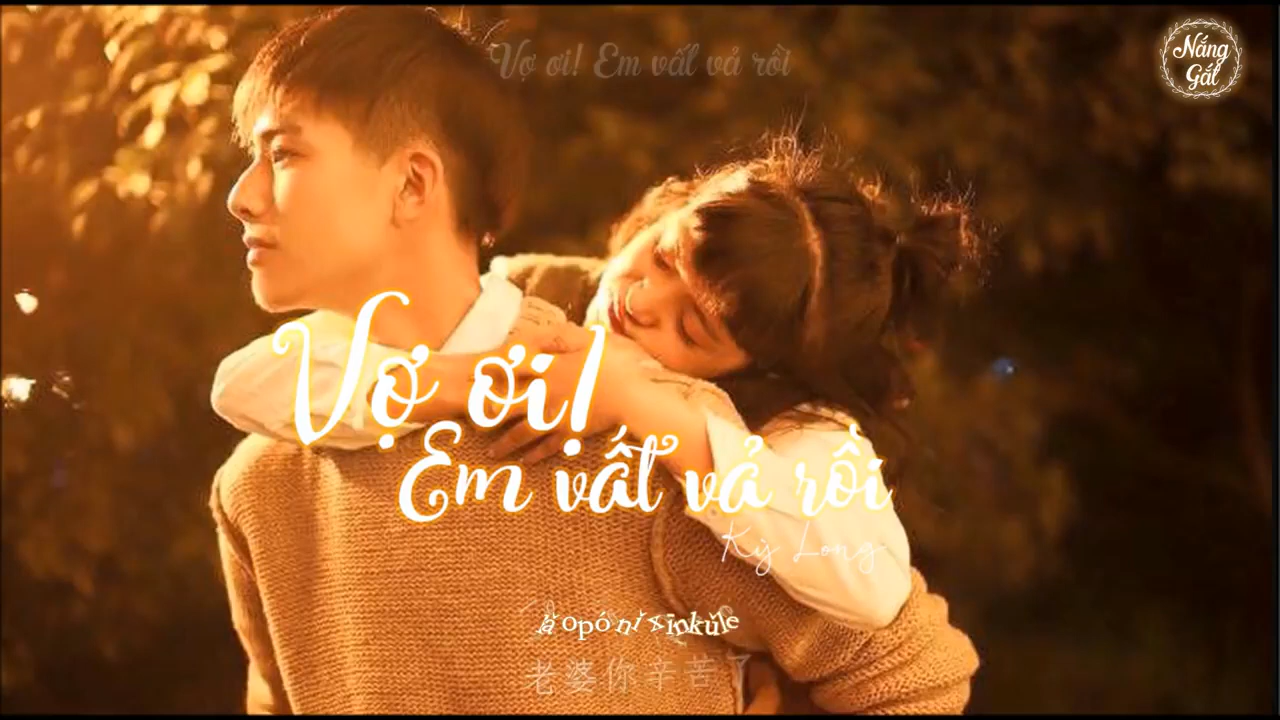 Vợ ơi! Em vất vả rồi
Nắng
Gắt
Vợ ơi!
Em vất vả rồi
Kỳ Long
lǎopó nǐ xīnkǔle
老婆你辛苦了